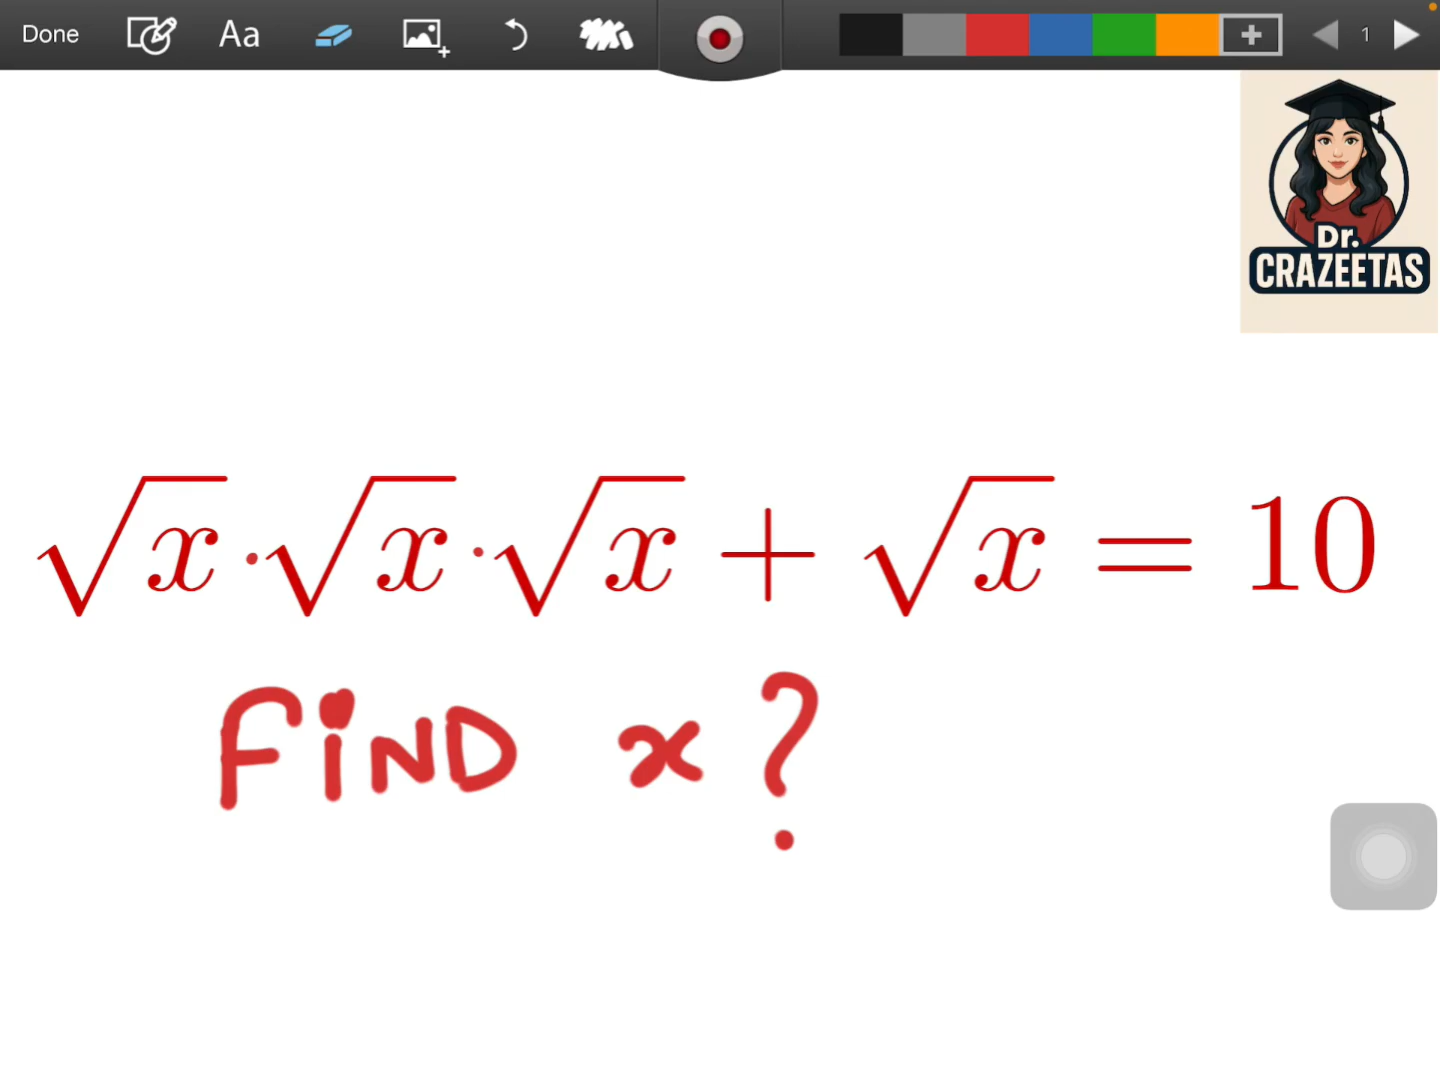 Done Aa 1
Dr.
CRAZEETAS
√x·√x·√x + √x = 10
FiND x?